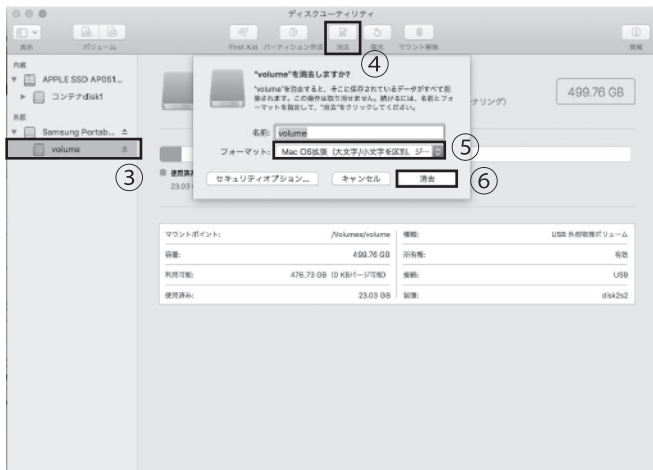 ディスクユーティリティ
表示
ボリューム
First Aid
パーティション作成
消去
復元
マウント解除
情報
④
内蔵
APPLE SSD AP051...
コンテナdisk1
外部
Samsung Portab...
volume
③
"volume"を消去しますか?
"volume"を消去すると、そこに保存されているデータがすべて削
除されます。この操作は取り消せません。続けるには、名前とフォ
ーマットを指定して、"消去"をクリックしてください。
名前: volume
フォーマット: Mac OS拡張（大文字/小文字を区別、ジ…
⑤
セキュリティオプション...
キャンセル
消去
⑥
ナリング)
499.76 GB
使用済み
23.03
マウントポイント: /Volumes/volume
容量: 499.76 GB
利用可能: 476.73 GB（0 KBパージ可能）
使用済み: 23.03 GB
種類: USB 外部物理ボリューム
所有権: 有効
接続: USB
装置: disk2s2